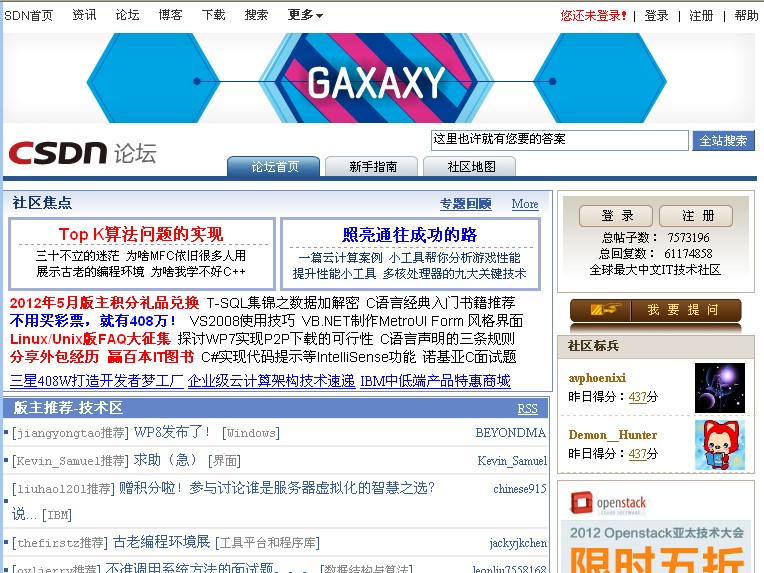 SDN首页 资讯 论坛 博客 下载 搜索 更多 您还未登录! | 登录 | 注册 | 帮助
GAXAXY
CSDN 论坛
这里也许就有您要的答案 全站搜索
论坛首页 新手指南 社区地图
社区焦点 专题回顾 More
Top K算法问题的实现
三十不立的迷茫 为啥MFC依旧很多人用
展示古老的编程环境 为啥我学不好C++
照亮通往成功的路
一篇云计算案例 小工具帮你分析游戏性能
提升性能小工具 多核处理器的九大关键技术
2012年5月版主积分礼品兑换 T-SQL集锦之数据加解密 C语言经典入门书籍推荐
不用买彩票，就有408万！ VS2008使用技巧 VB.NET制作MetroUI Form 风格界面
Linux/Unix版FAQ大征集 探讨WP7实现P2P下载的可行性 C语言声明的三条规则
分享外包经历 赢百本IT图书 C#实现代码提示等IntelliSense功能 诺基亚C面试题
三星408W打造开发者梦工厂 企业级云计算架构技术速递 IBM中低端产品特惠商城
版主推荐-技术区 RSS
[jiangyongtao推荐] WP8发布了！ [Windows] BEYONDMA
[Kevin_Samuel推荐] 求助（急） [界面] Kevin_Samuel
[liuhao1201推荐] 赠积分啦！参与讨论谁是服务器虚拟化的智慧之选？ chinese915
说... [IBM]
[thefirstz推荐] 古老编程环境展 [工具平台和程序库] jackyjkchen
[ovljerry推荐] 不准调用系统方法的面试题。。。 [数据结构与算法] leonliu7558168
登 录 注 册
总帖子数： 7573196
总回复数： 61174858
全球最大中文IT技术社区
我 要 提 问
社区标兵
avphoenixi
昨日得分：437分
Demon__Hunter
昨日得分：437分
openstack
2012 Openstack亚太技术大会
限时五折